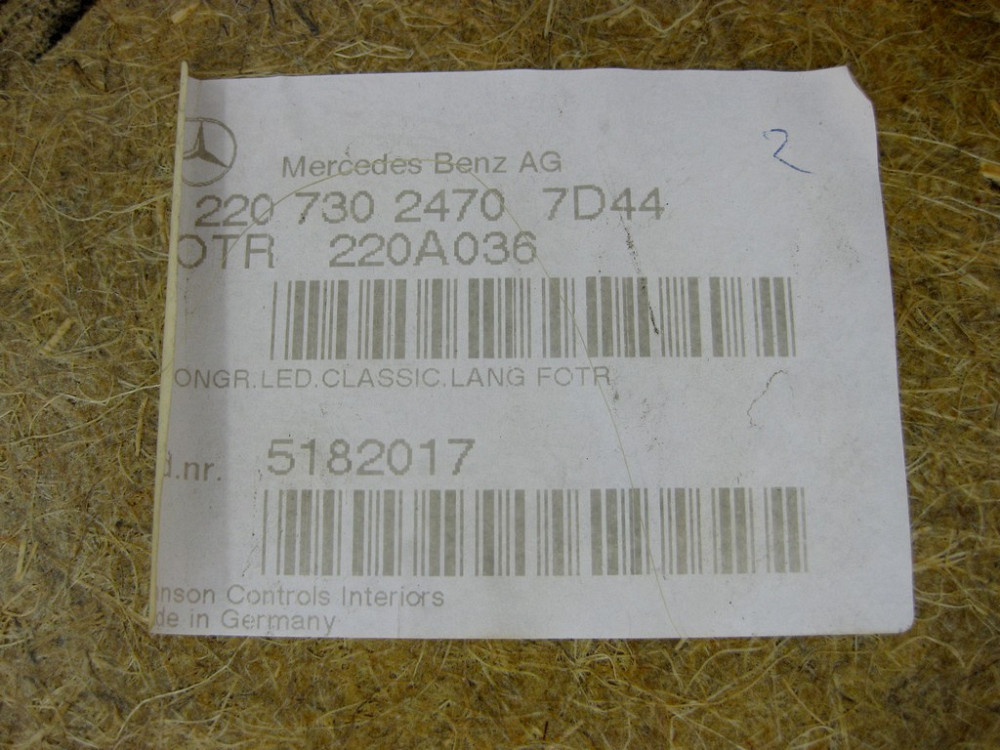 Mercedes Benz AG
2
220 730 2470 7D44
OTR 220A036
ONGR.LED.CLASSIC.LANG FOTR
d.nr. 5182017
nson Controls Interiors
de in Germany